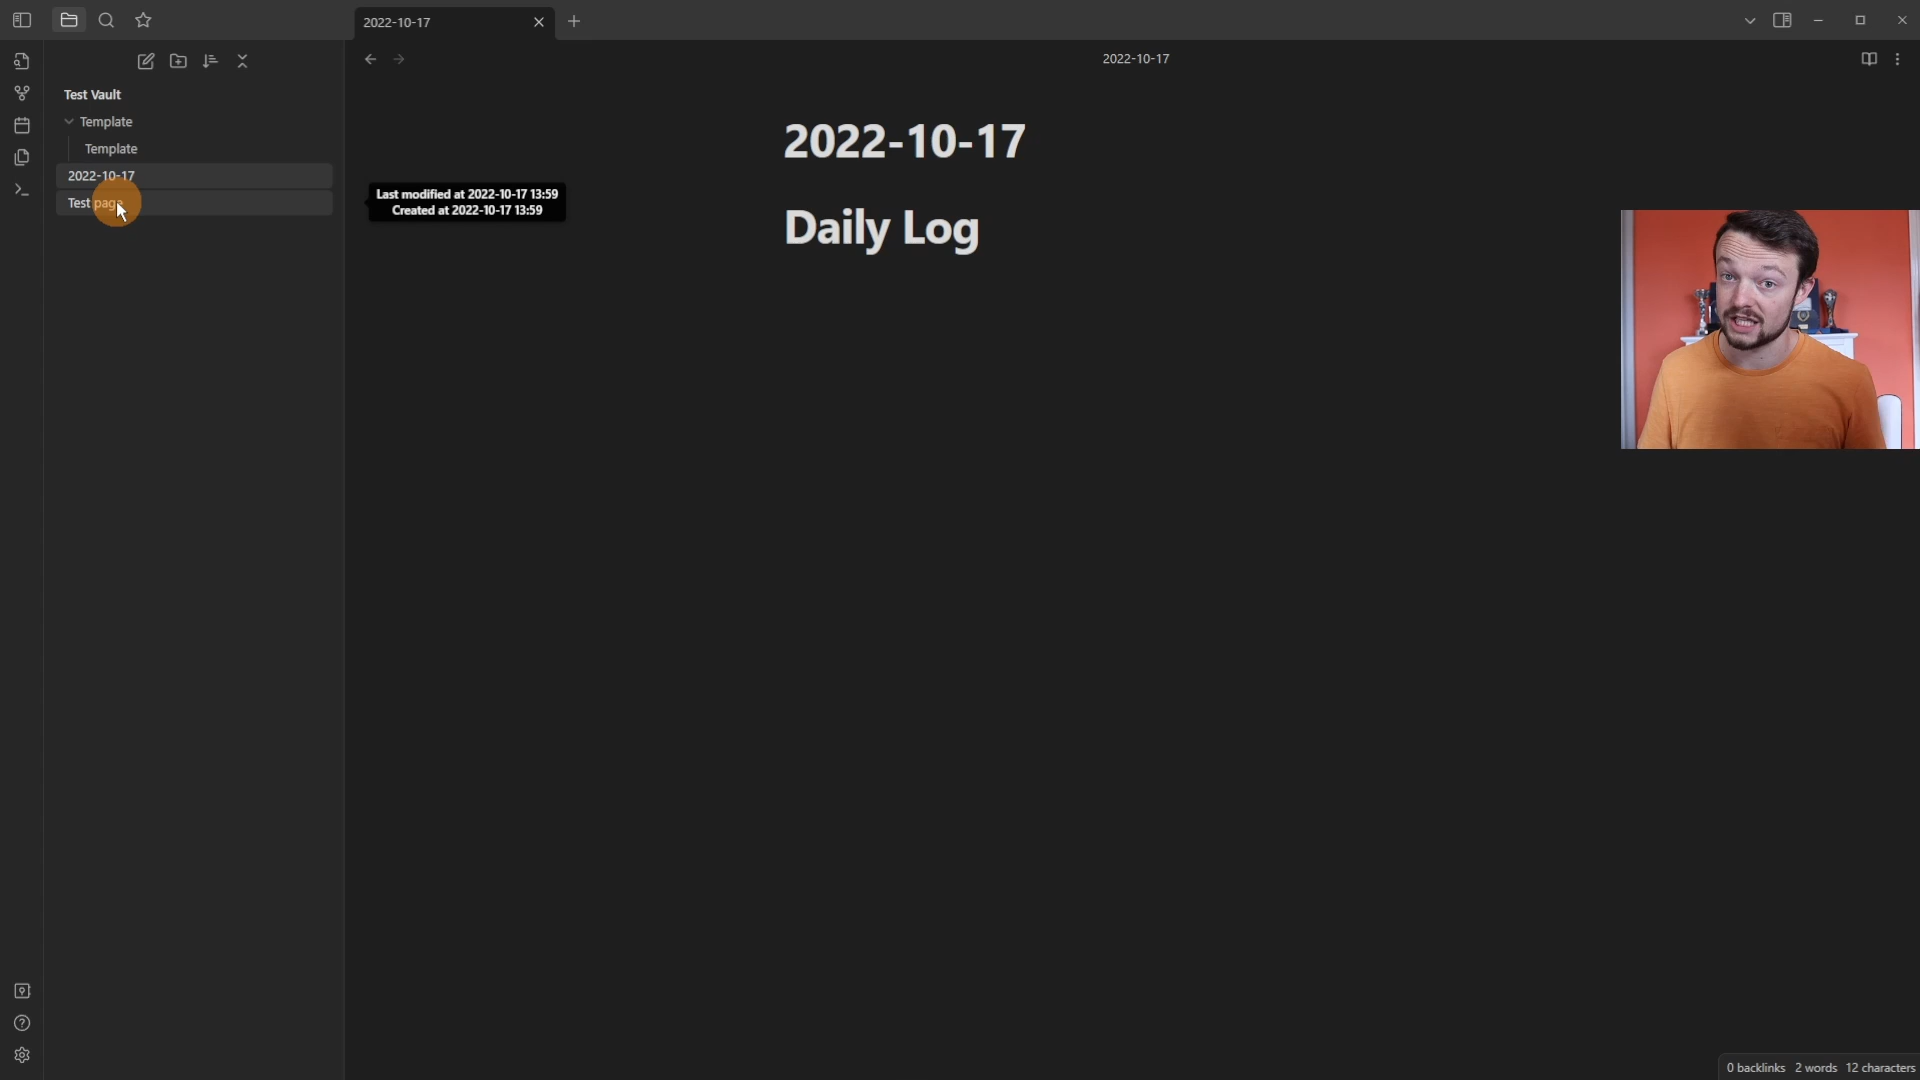 2022-10-17
2022-10-17
Test Vault
Template
Template
2022-10-17
Test page
Last modified at 2022-10-17 13:59
Created at 2022-10-17 13:59
2022-10-17
Daily Log
0 backlinks 2 words 12 characters